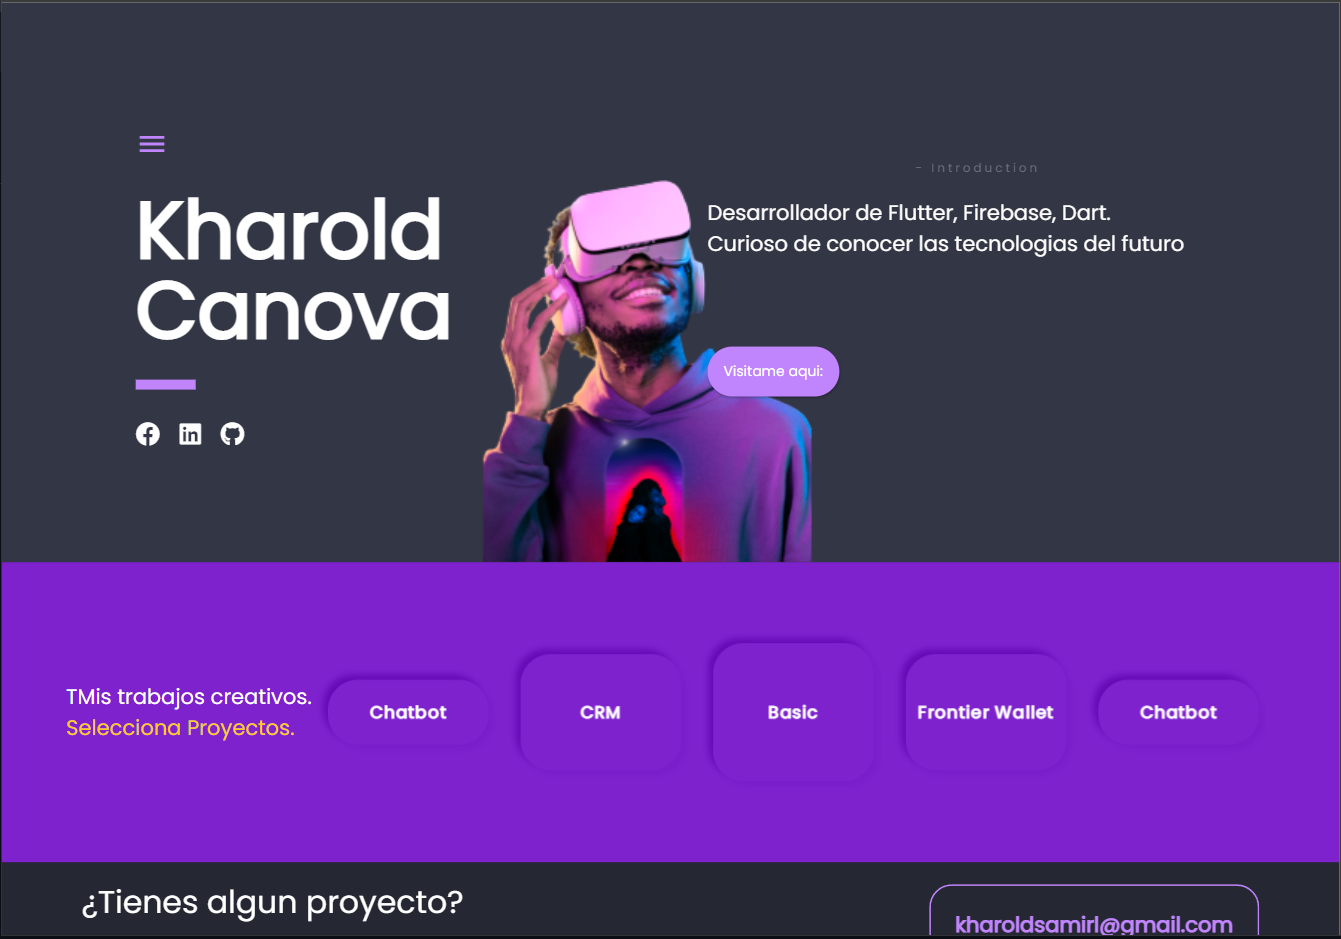 Kharold
Canova
- Introduction
Desarrollador de Flutter, Firebase, Dart.
Curioso de conocer las tecnologias del futuro
Visitame aqui:
TMis trabajos creativos.
Selecciona Proyectos.
Chatbot
CRM
Basic
Frontier Wallet
Chatbot
¿Tienes algun proyecto?
kharoldsamirl@gmail.com